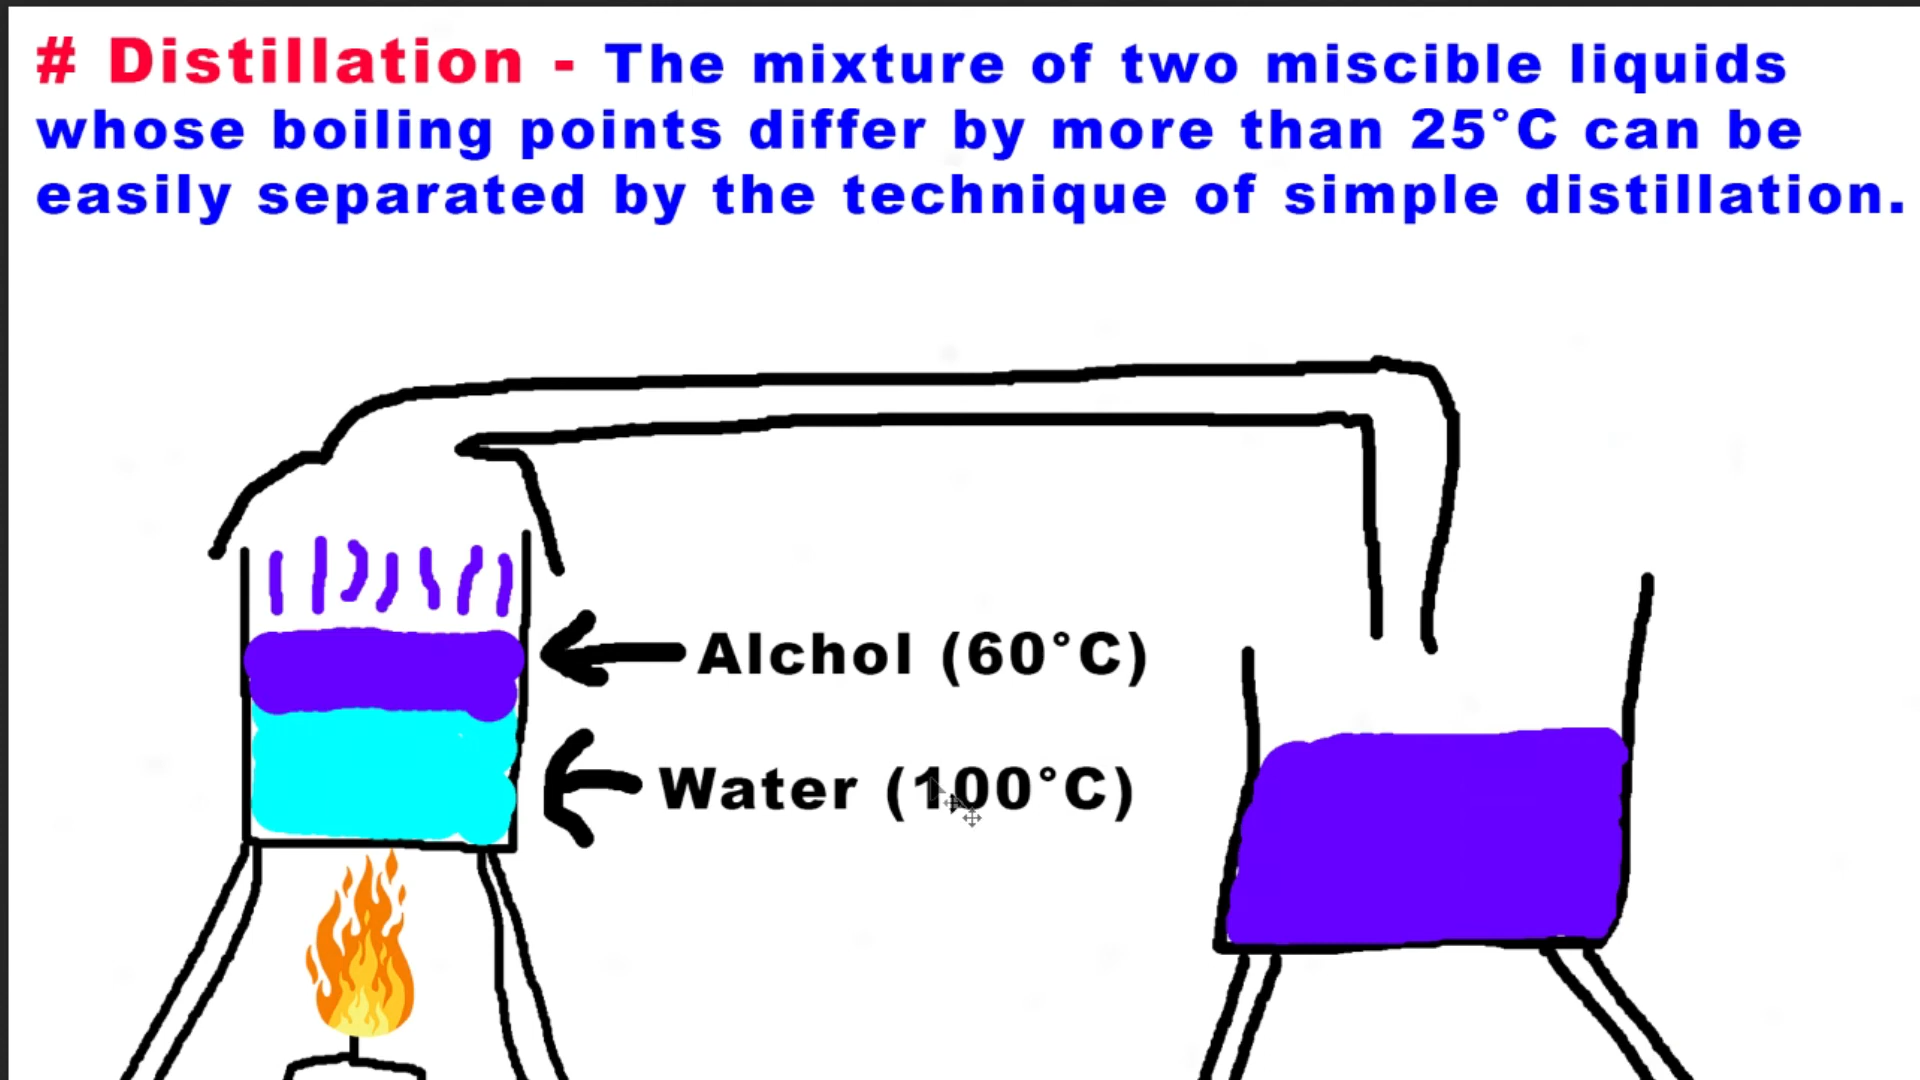 # Distillation - The mixture of two miscible liquids
whose boiling points differ by more than 25°C can be
easily separated by the technique of simple distillation.
Alchol (60°C)
Water (100°C)